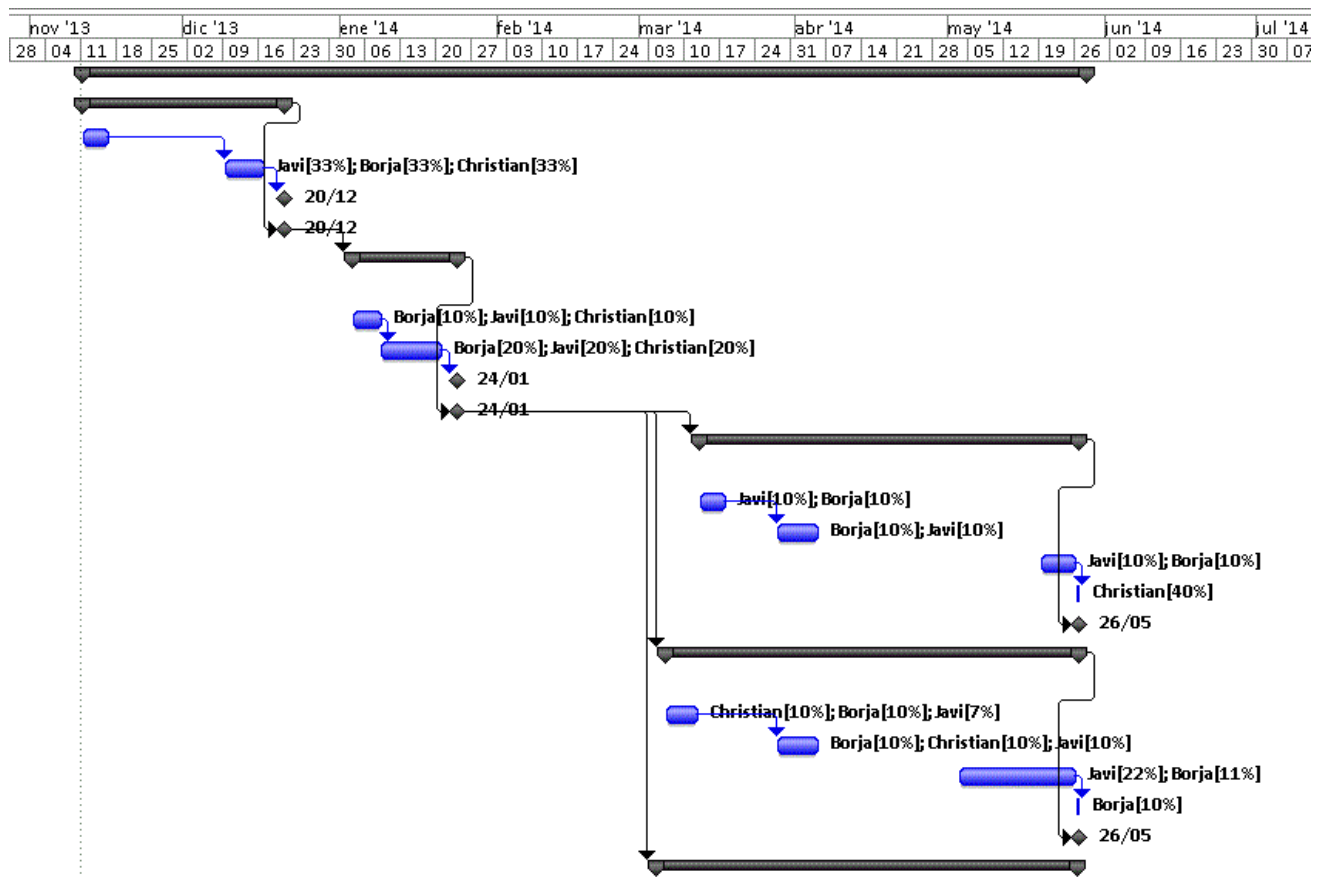 nov '13 dic '13 ene '14 feb '14 mar '14 abr '14 may '14 jun '14 jul '14
28 04 11 18 25 02 09 16 23 30 06 13 20 27 03 10 17 24 03 10 17 24 31 07 14 21 28 05 12 19 26 02 09 16 23 30 07
Javi[33%]; Borja[33%]; Christian[33%]
20/12
20/12
Borja[10%]; Javi[10%]; Christian[10%]
Borja[20%]; Javi[20%]; Christian[20%]
24/01
24/01
Javi[10%]; Borja[10%]
Borja[10%]; Javi[10%]
Javi[10%]; Borja[10%]
Christian[40%]
26/05
Christian[10%]; Borja[10%]; Javi[7%]
Borja[10%]; Christian[10%]; Javi[10%]
Javi[22%]; Borja[11%]
Borja[10%]
26/05